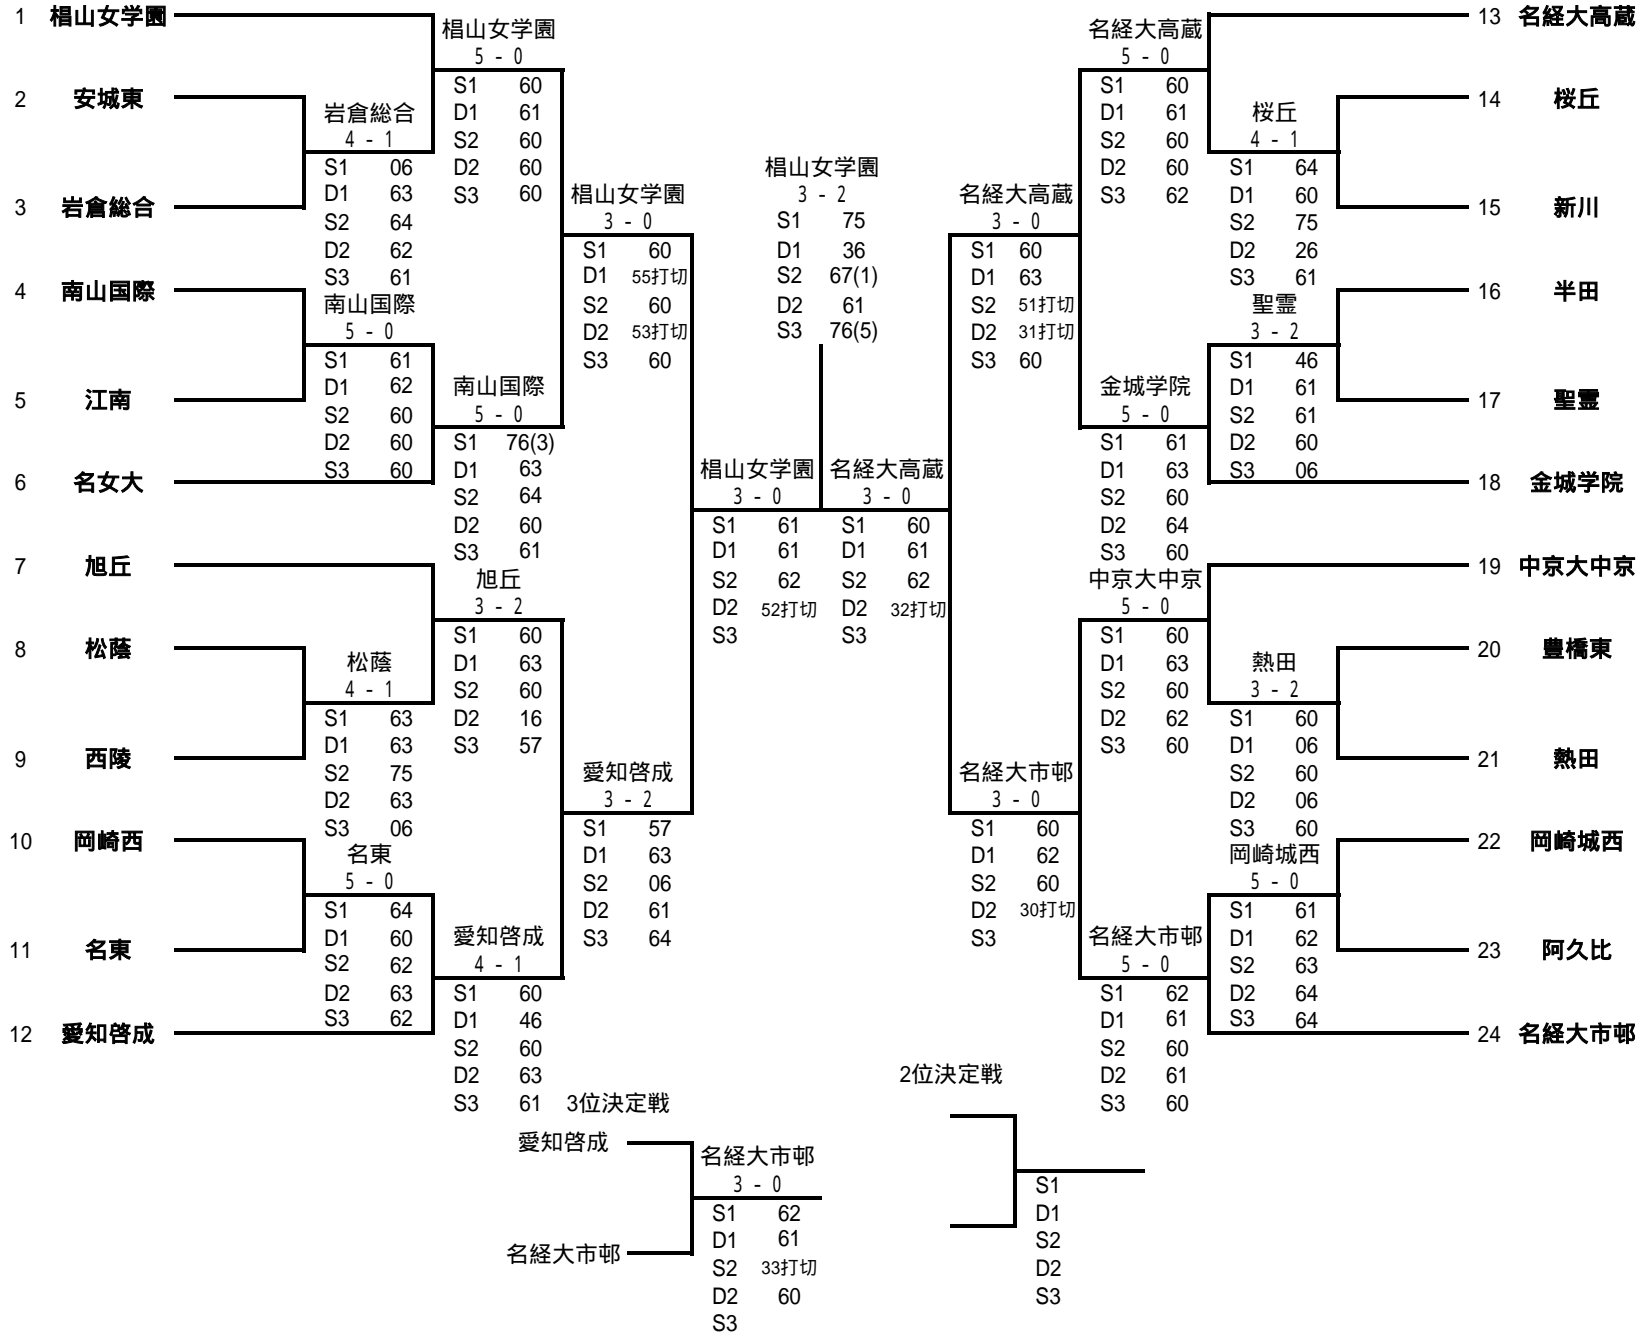 1 椙山女学園
2 安城東
3 岩倉総合
4 南山国際
5 江南
6 名女大
7 旭丘
8 松蔭
9 西陵
10 岡崎西
11 名東
12 愛知啓成
岩倉総合
4 - 1
S1 06
D1 63
S2 64
D2 62
S3 61
南山国際
5 - 0
S1 61
D1 62
S2 60
D2 60
S3 60
松蔭
4 - 1
S1 63
D1 63
S2 75
D2 63
S3 06
名東
5 - 0
S1 64
D1 60
S2 62
D2 63
S3 62
椙山女学園
5 - 0
S1 60
D1 61
S2 60
D2 60
S3 60
南山国際
5 - 0
S1 76(3)
D1 63
S2 64
D2 60
S3 61
旭丘
3 - 2
S1 60
D1 63
S2 60
D2 16
S3 57
愛知啓成
4 - 1
S1 60
D1 46
S2 60
D2 63
S3 61
椙山女学園
3 - 0
S1 60
D1 55打切
S2 60
D2 53打切
S3 60
愛知啓成
3 - 2
S1 57
D1 63
S2 06
D2 61
S3 64
椙山女学園
3 - 0
S1 61
D1 61
S2 62
D2 52打切
S3
椙山女学園
3 - 2
S1 75
D1 36
S2 67(1)
D2 61
S3 76(5)
名経大高蔵
3 - 0
S1 60
D1 61
S2 62
D2 32打切
S3
名経大高蔵
3 - 0
S1 60
D1 63
S2 51打切
D2 31打切
S3 60
名経大市邨
3 - 0
S1 60
D1 62
S2 60
D2 30打切
S3
名経大高蔵
5 - 0
S1 60
D1 61
S2 60
D2 60
S3 62
金城学院
5 - 0
S1 61
D1 63
S2 60
D2 64
S3 60
中京大中京
5 - 0
S1 60
D1 63
S2 60
D2 62
S3 60
名経大市邨
5 - 0
S1 62
D1 61
S2 60
D2 61
S3 60
桜丘
4 - 1
S1 64
D1 60
S2 75
D2 26
S3 61
聖霊
3 - 2
S1 46
D1 61
S2 61
D2 60
S3 06
熱田
3 - 2
S1 60
D1 06
S2 60
D2 06
S3 60
岡崎城西
5 - 0
S1 61
D1 62
S2 63
D2 64
S3 64
13 名経大高蔵
14 桜丘
15 新川
16 半田
17 聖霊
18 金城学院
19 中京大中京
20 豊橋東
21 熱田
22 岡崎城西
23 阿久比
24 名経大市邨
3位決定戦
愛知啓成
名経大市邨
名経大市邨
3 - 0
S1 62
D1 61
S2 33打切
D2 60
S3
2位決定戦
S1
D1
S2
D2
S3